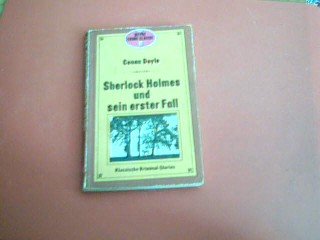 Conan Doyle
Sherlock Holmes
und
sein erster Fall
Klassische Kriminal-Stories